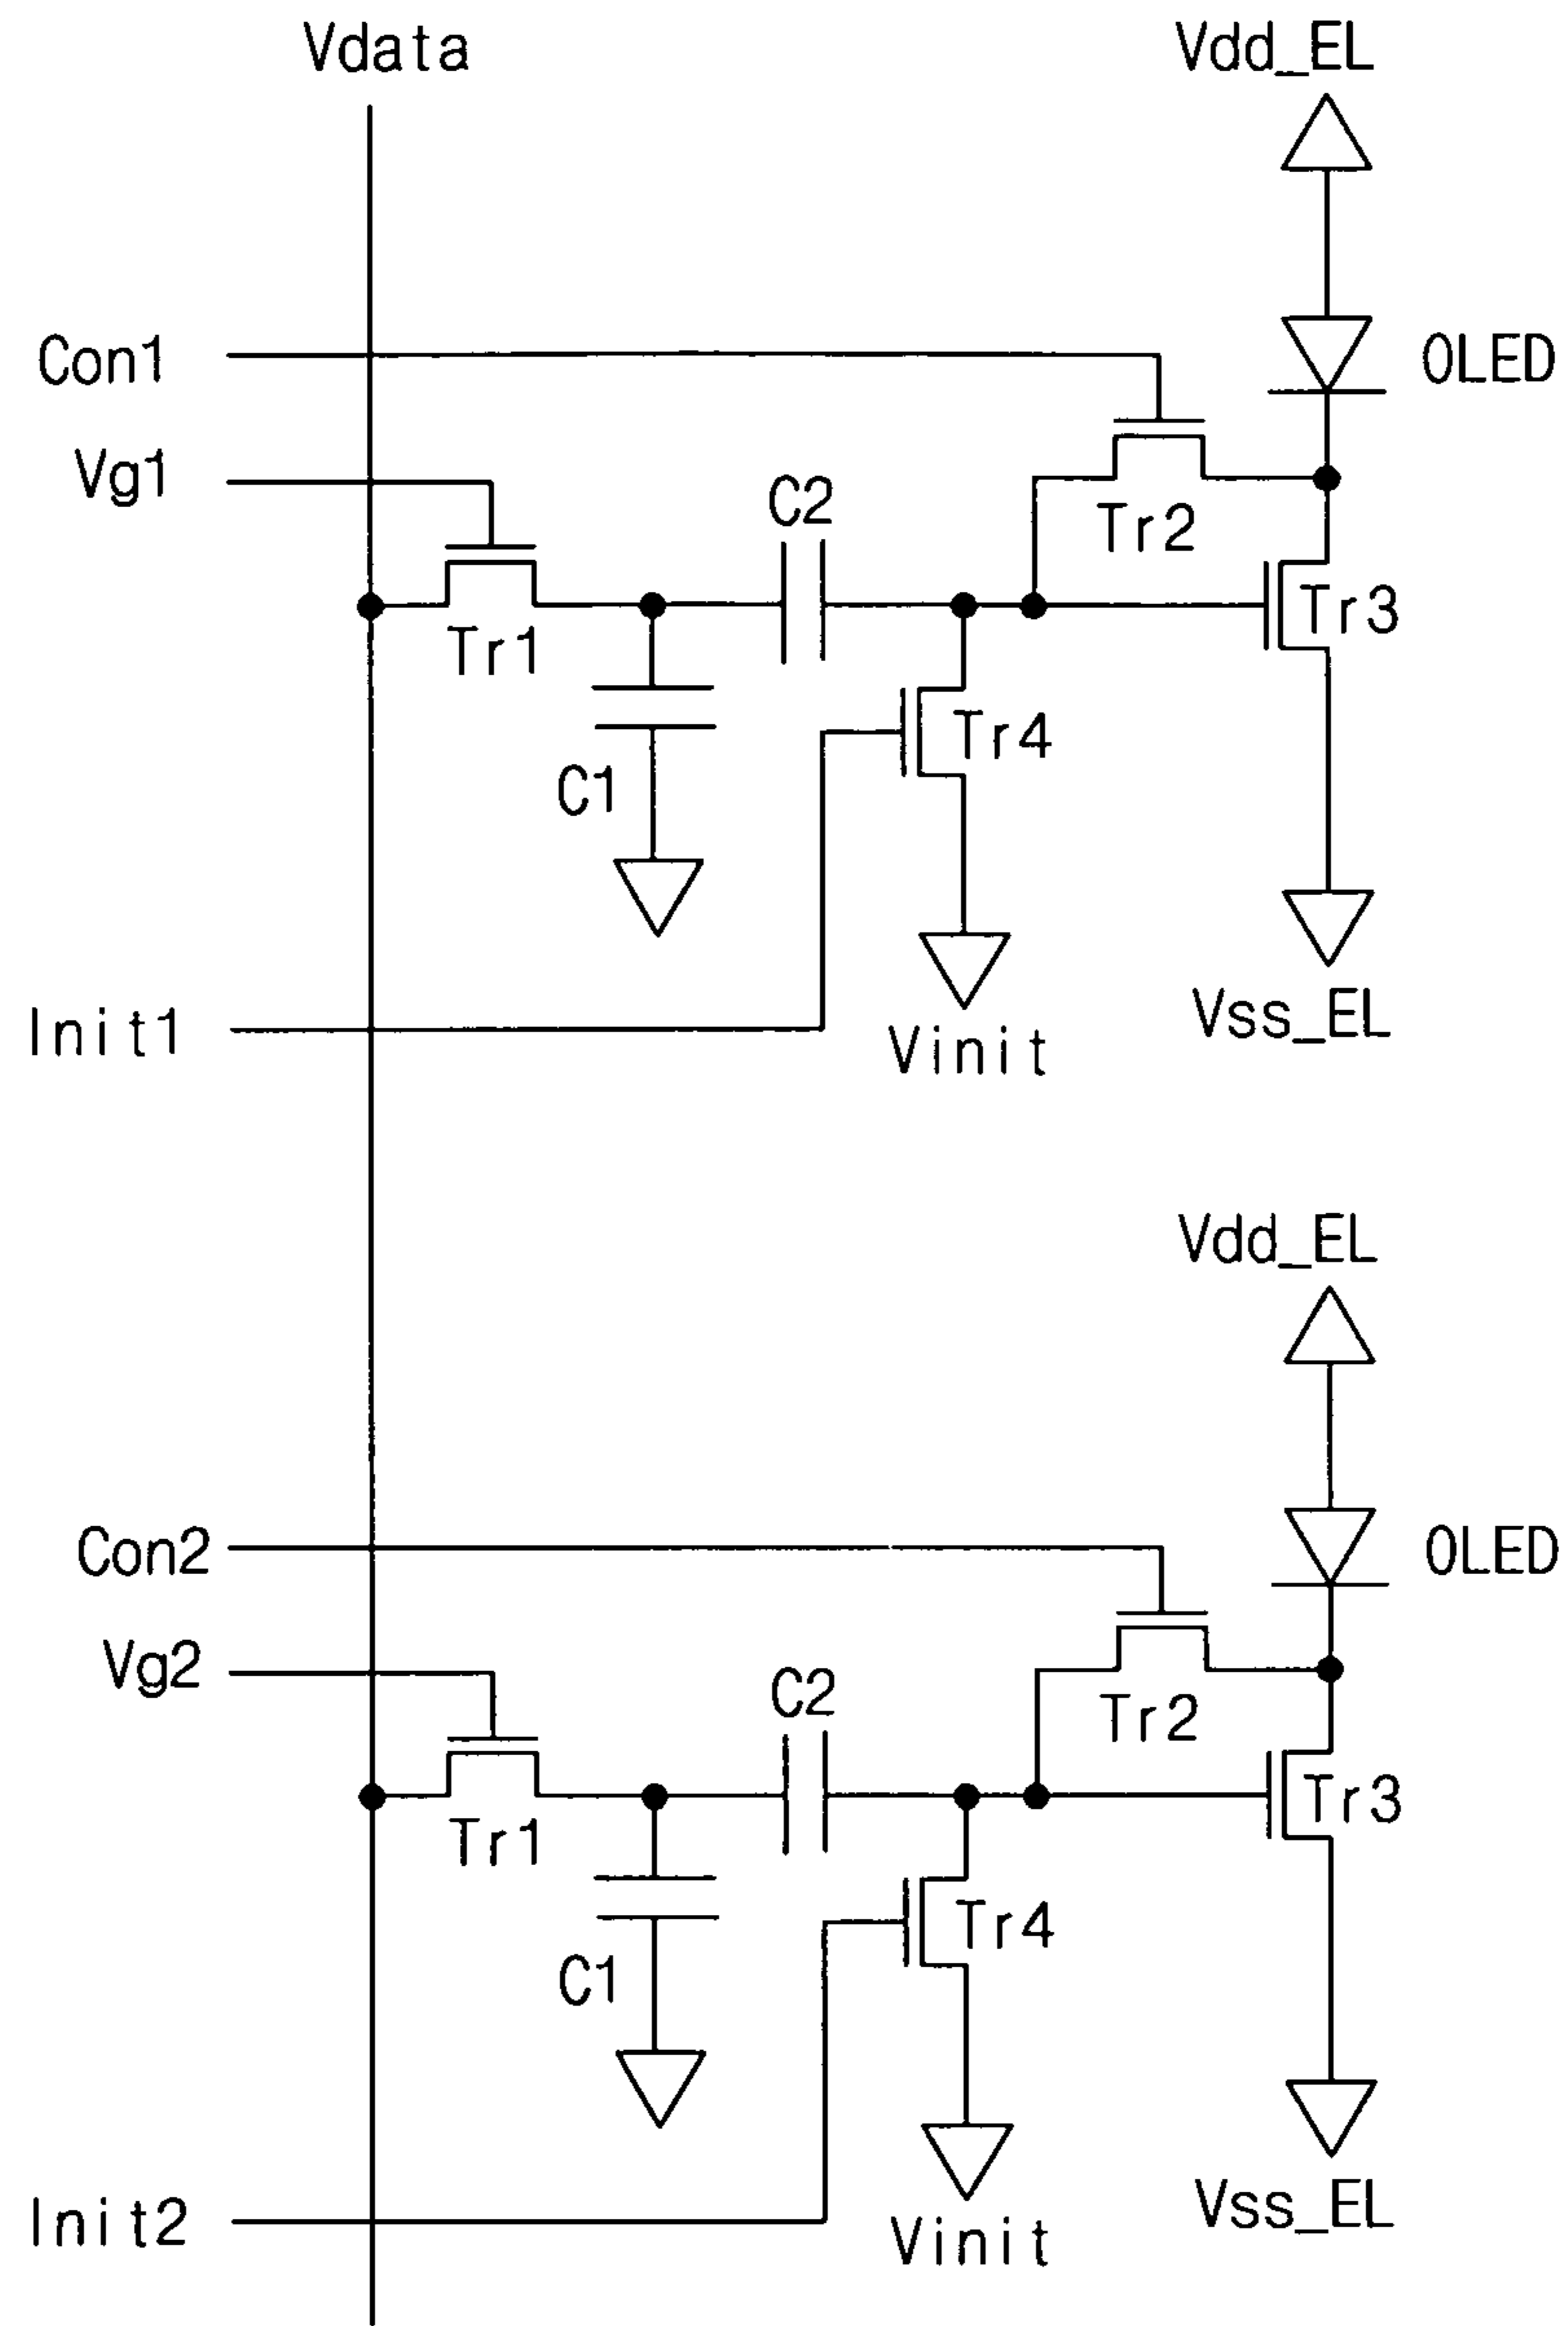 Vdata
Vdd_EL
Con1
OLED
Vg1
C2
Tr2
Tr3
Tr1
Tr4
C1
Init1
Vinit
Vss_EL
Vdd_EL
Con2
OLED
Vg2
C2
Tr2
Tr3
Tr1
Tr4
C1
Init2
Vinit
Vss_EL